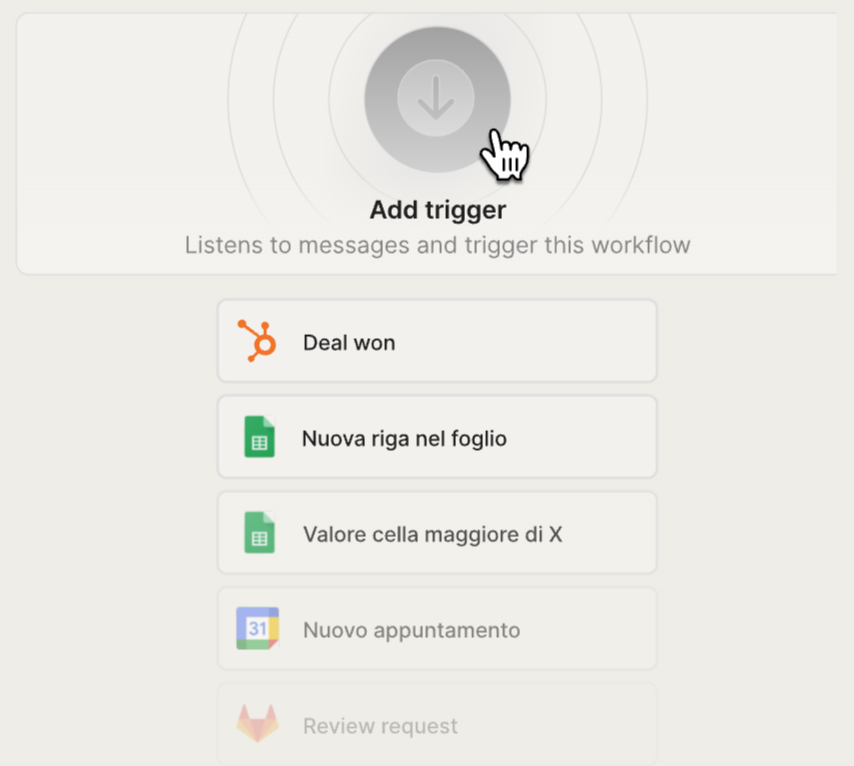 Add trigger
Listens to messages and trigger this workflow
Deal won
Nuova riga nel foglio
Valore cella maggiore di X
31
Nuovo appuntamento
Review request